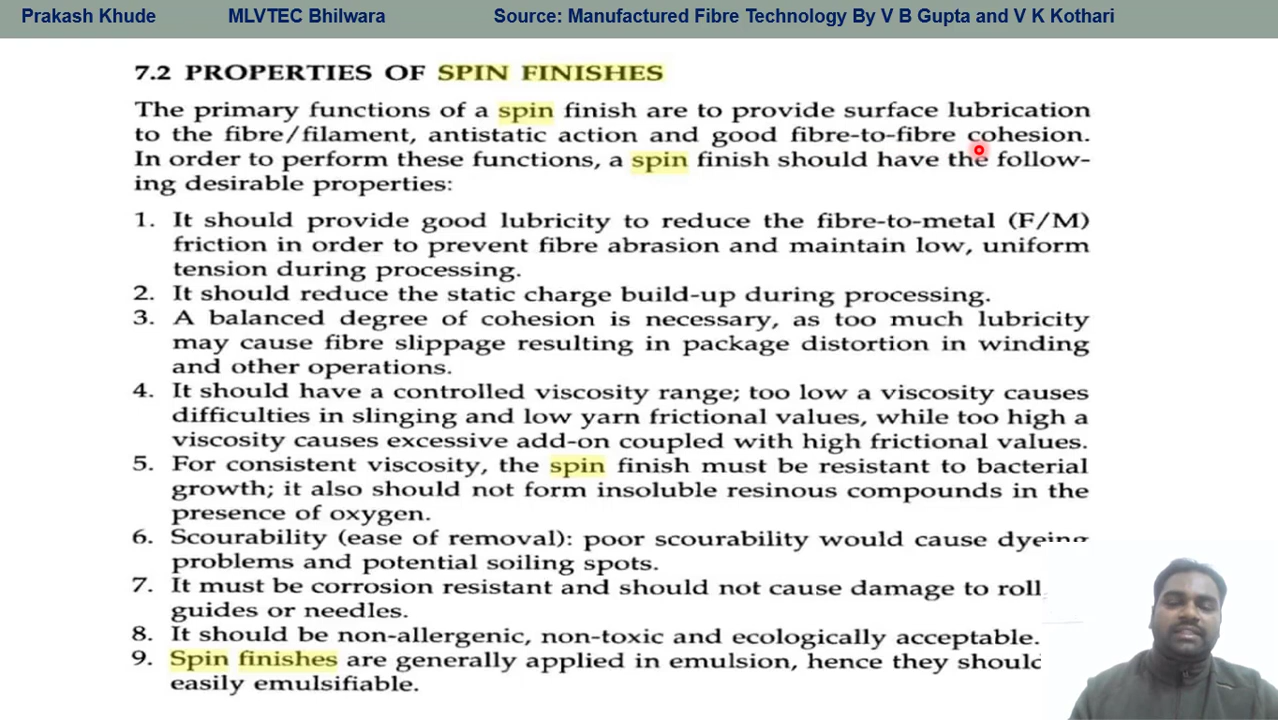 Prakash Khude MLVTEC Bhilwara Source: Manufactured Fibre Technology By V B Gupta and V K Kothari
7.2 PROPERTIES OF SPIN FINISHES
The primary functions of a spin finish are to provide surface lubrication
to the fibre/filament, antistatic action and good fibre-to-fibre cohesion.
In order to perform these functions, a spin finish should have the follow-
ing desirable properties:
1. It should provide good lubricity to reduce the fibre-to-metal (F/M)
friction in order to prevent fibre abrasion and maintain low, uniform
tension during processing.
2. It should reduce the static charge build-up during processing.
3. A balanced degree of cohesion is necessary, as too much lubricity
may cause fibre slippage resulting in package distortion in winding
and other operations.
4. It should have a controlled viscosity range; too low a viscosity causes
difficulties in slinging and low yarn frictional values, while too high a
viscosity causes excessive add-on coupled with high frictional values.
5. For consistent viscosity, the spin finish must be resistant to bacterial
growth; it also should not form insoluble resinous compounds in the
presence of oxygen.
6. Scourability (ease of removal): poor scourability would cause dyeing
problems and potential soiling spots.
7. It must be corrosion resistant and should not cause damage to roll
guides or needles.
8. It should be non-allergenic, non-toxic and ecologically acceptable.
9. Spin finishes are generally applied in emulsion, hence they should
easily emulsifiable.